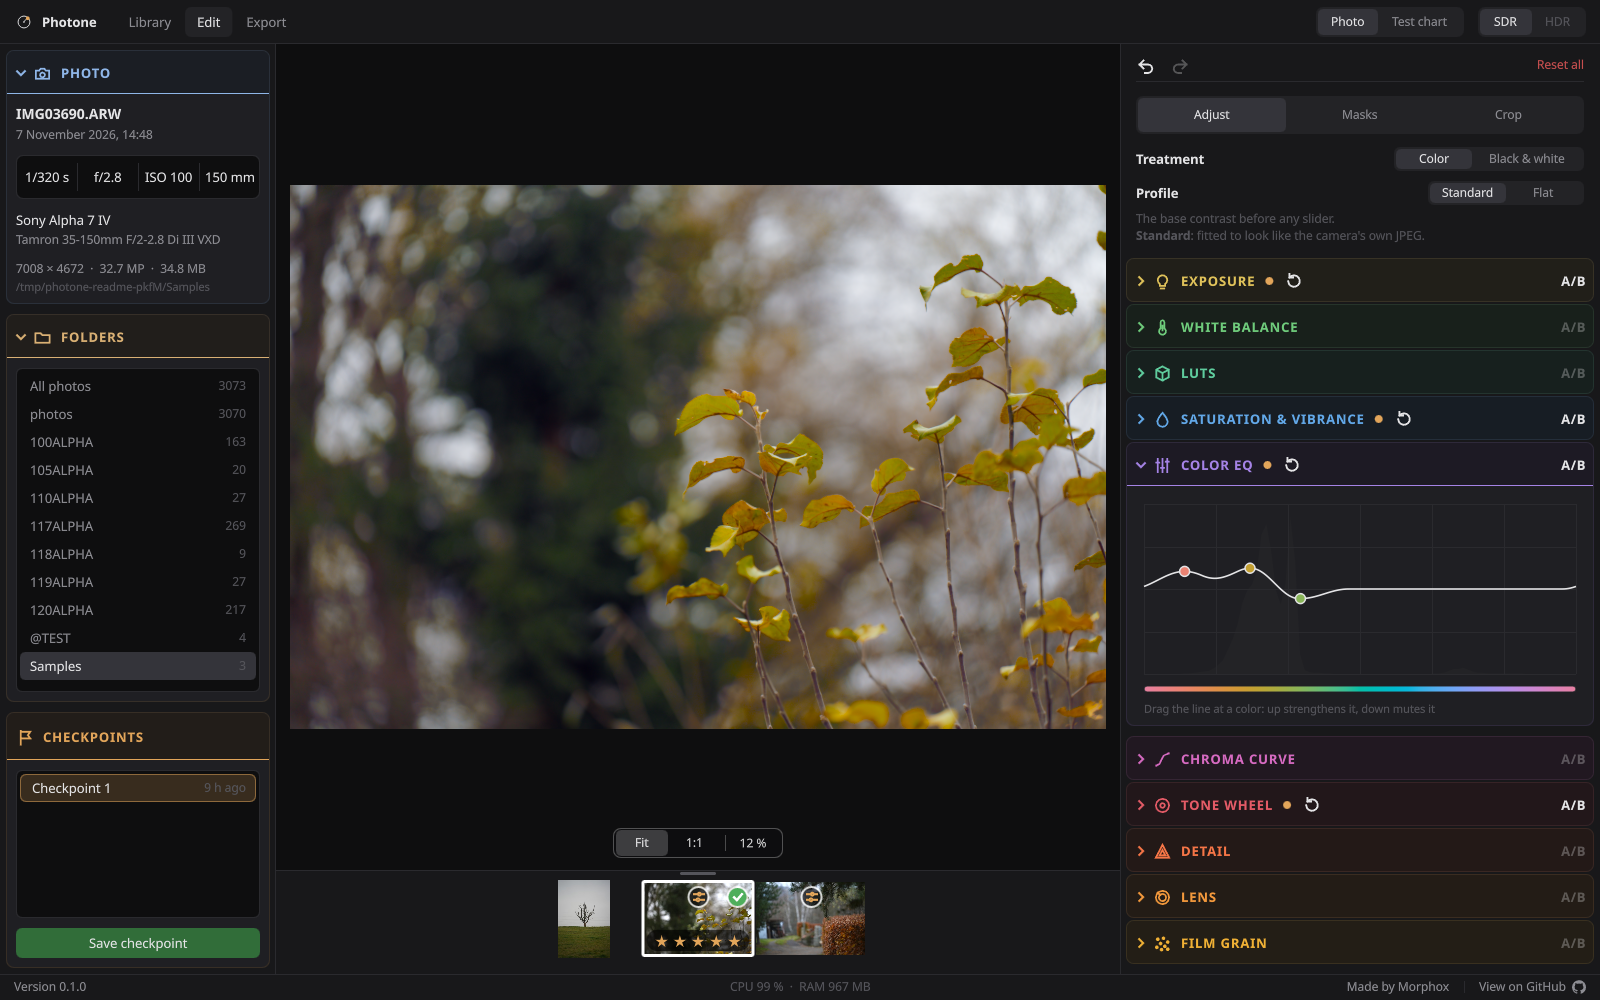 Photone Library Edit Export Photo Test chart SDR HDR
PHOTO
IMG03690.ARW
7 November 2026, 14:48
1/320 s f/2.8 ISO 100 150 mm
Sony Alpha 7 IV
Tamron 35-150mm F/2-2.8 Di III VXD
7008 × 4672 · 32.7 MP · 34.8 MB
/tmp/photone-readme-pkfM/Samples
FOLDERS
All photos 3073
photos 3070
100ALPHA 163
105ALPHA 20
110ALPHA 27
117ALPHA 269
118ALPHA 9
119ALPHA 27
120ALPHA 217
@TEST 4
Samples 3
CHECKPOINTS
Checkpoint 1 9 h ago
Save checkpoint
Fit 1:1 12 %
Reset all
Adjust Masks Crop
Treatment Color Black & white
Profile Standard Flat
The base contrast before any slider.
Standard: fitted to look like the camera's own JPEG.
EXPOSURE A/B
WHITE BALANCE A/B
LUTS A/B
SATURATION & VIBRANCE A/B
COLOR EQ A/B
Drag the line at a color: up strengthens it, down mutes it
CHROMA CURVE A/B
TONE WHEEL A/B
DETAIL A/B
LENS A/B
FILM GRAIN A/B
Version 0.1.0 CPU 99 % · RAM 967 MB Made by Morphox View on GitHub